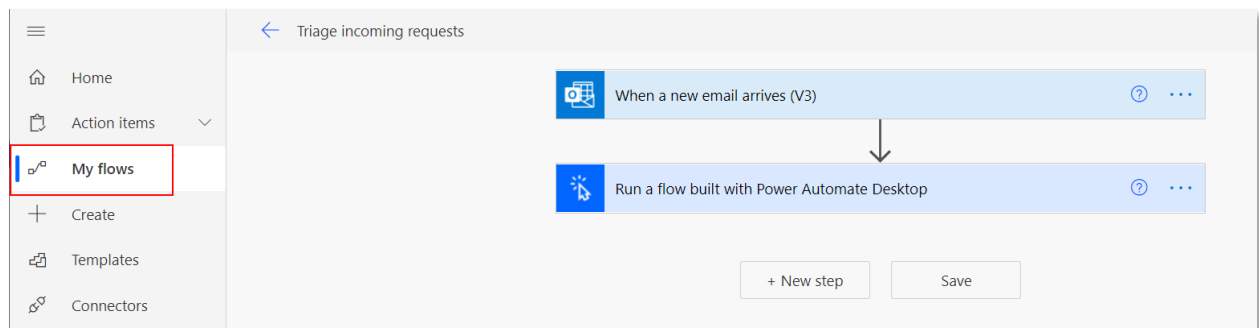 Triage incoming requests
Home
When a new email arrives (V3)
Action items
My flows
Run a flow built with Power Automate Desktop
Create
Templates
+ New step
Save
Connectors